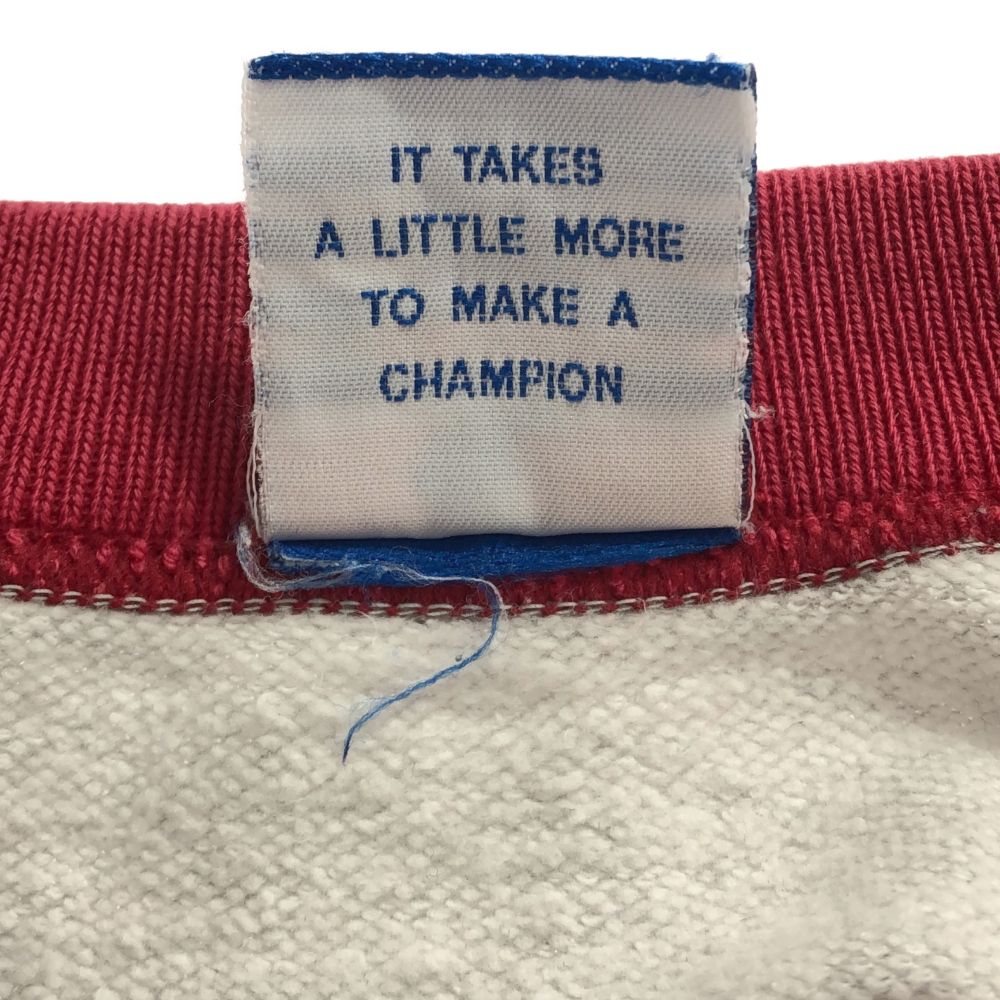 IT TAKES
A LITTLE MORE
TO MAKE A
CHAMPION